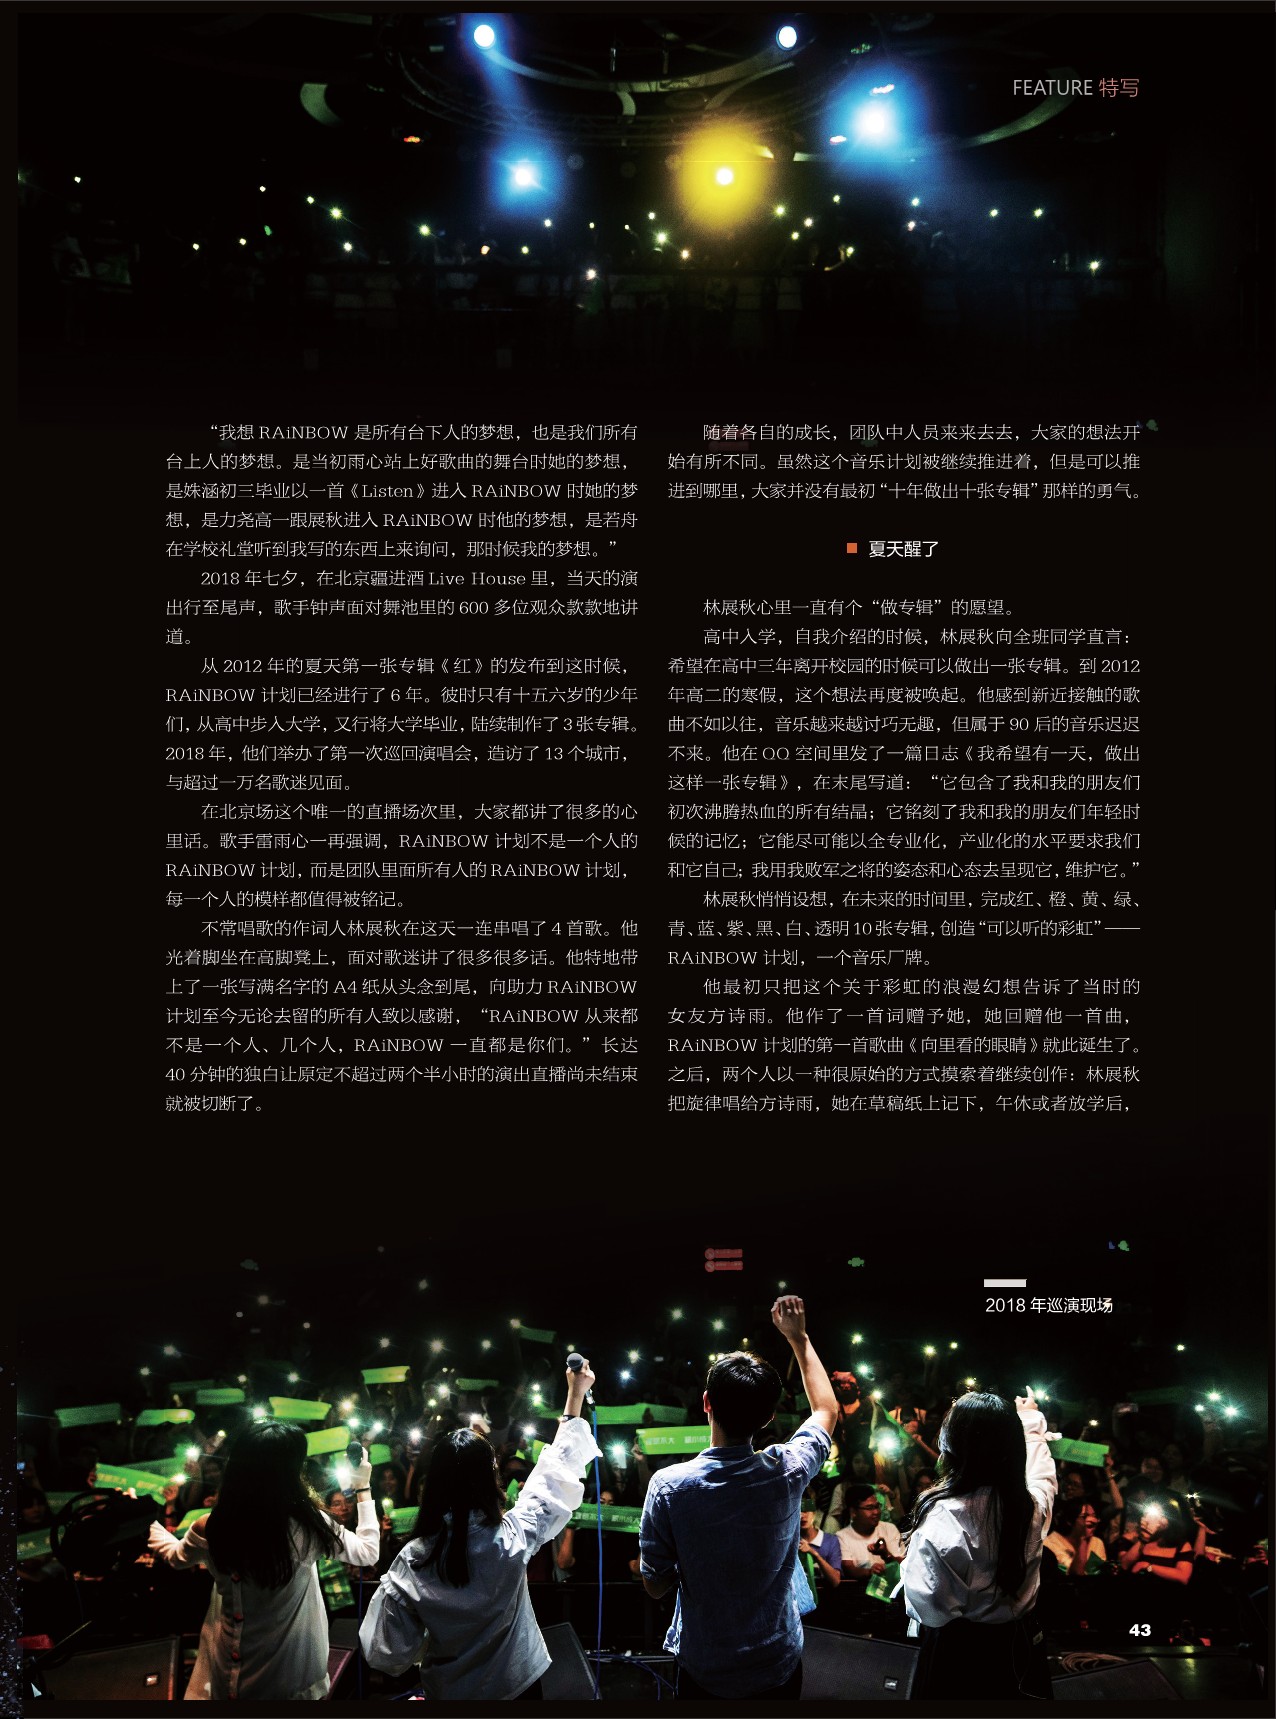 FEATURE 特写
“我想 RAiNBOW 是所有台下人的梦想，也是我们所有
台上人的梦想。是当初雨心站上好歌曲的舞台时她的梦想，
是姝涵初三毕业以一首《Listen》进入 RAiNBOW 时她的梦
想，是力尧高一跟展秋进入 RAiNBOW 时他的梦想，是若舟
在学校礼堂听到我写的东西上来询问，那时候我的梦想。”
2018 年七夕，在北京疆进酒 Live House 里，当天的演
出行至尾声，歌手钟声面对舞池里的 600 多位观众款款地讲
道。
从 2012 年的夏天第一张专辑《红》的发布到这时候，
RAiNBOW 计划已经进行了 6 年。彼时只有十五六岁的少年
们，从高中步入大学，又行将大学毕业，陆续制作了 3 张专辑。
2018 年，他们举办了第一次巡回演唱会，造访了 13 个城市，
与超过一万名歌迷见面。
在北京场这个唯一的直播场次里，大家都讲了很多的心
里话。歌手雷雨心一再强调，RAiNBOW 计划不是一个人的
RAiNBOW 计划，而是团队里面所有人的 RAiNBOW 计划，
每一个人的模样都值得被铭记。
不常唱歌的作词人林展秋在这天一连串唱了 4 首歌。他
光着脚坐在高脚凳上，面对歌迷讲了很多很多话。他特地带
上了一张写满名字的 A4 纸从头念到尾，向助力 RAiNBOW
计划至今无论去留的所有人致以感谢，“RAiNBOW 从来都
不是一个人、几个人，RAiNBOW 一直都是你们。”长达
40 分钟的独白让原定不超过两个半小时的演出直播尚未结束
就被切断了。
随着各自的成长，团队中人员来来去去，大家的想法开
始有所不同。虽然这个音乐计划被继续推进着，但是可以推
进到哪里，大家并没有最初“十年做出十张专辑”那样的勇气。
夏天醒了
林展秋心里一直有个“做专辑”的愿望。
高中入学，自我介绍的时候，林展秋向全班同学直言：
希望在高中三年离开校园的时候可以做出一张专辑。到 2012
年高二的寒假，这个想法再度被唤起。他感到新近接触的歌
曲不如以往，音乐越来越讨巧无趣，但属于 90 后的音乐迟迟
不来。他在 QQ 空间里发了一篇日志《我希望有一天，做出
这样一张专辑》，在末尾写道：“它包含了我和我的朋友们
初次沸腾热血的所有结晶；它铭刻了我和我的朋友们年轻时
候的记忆；它能尽可能以全专业化，产业化的水平要求我们
和它自己；我用我败军之将的姿态和心态去呈现它，维护它。”
林展秋悄悄设想，在未来的时间里，完成红、橙、黄、绿、
青、蓝、紫、黑、白、透明 10 张专辑，创造“可以听的彩虹”——
RAiNBOW 计划，一个音乐厂牌。
他最初只把这个关于彩虹的浪漫幻想告诉了当时的
女友方诗雨。他作了一首词赠予她，她回赠他一首曲，
RAiNBOW 计划的第一首歌曲《向里看的眼睛》就此诞生了。
之后，两个人以一种很原始的方式摸索着继续创作：林展秋
把旋律唱给方诗雨，她在草稿纸上记下，午休或者放学后，
2018 年巡演现场
43